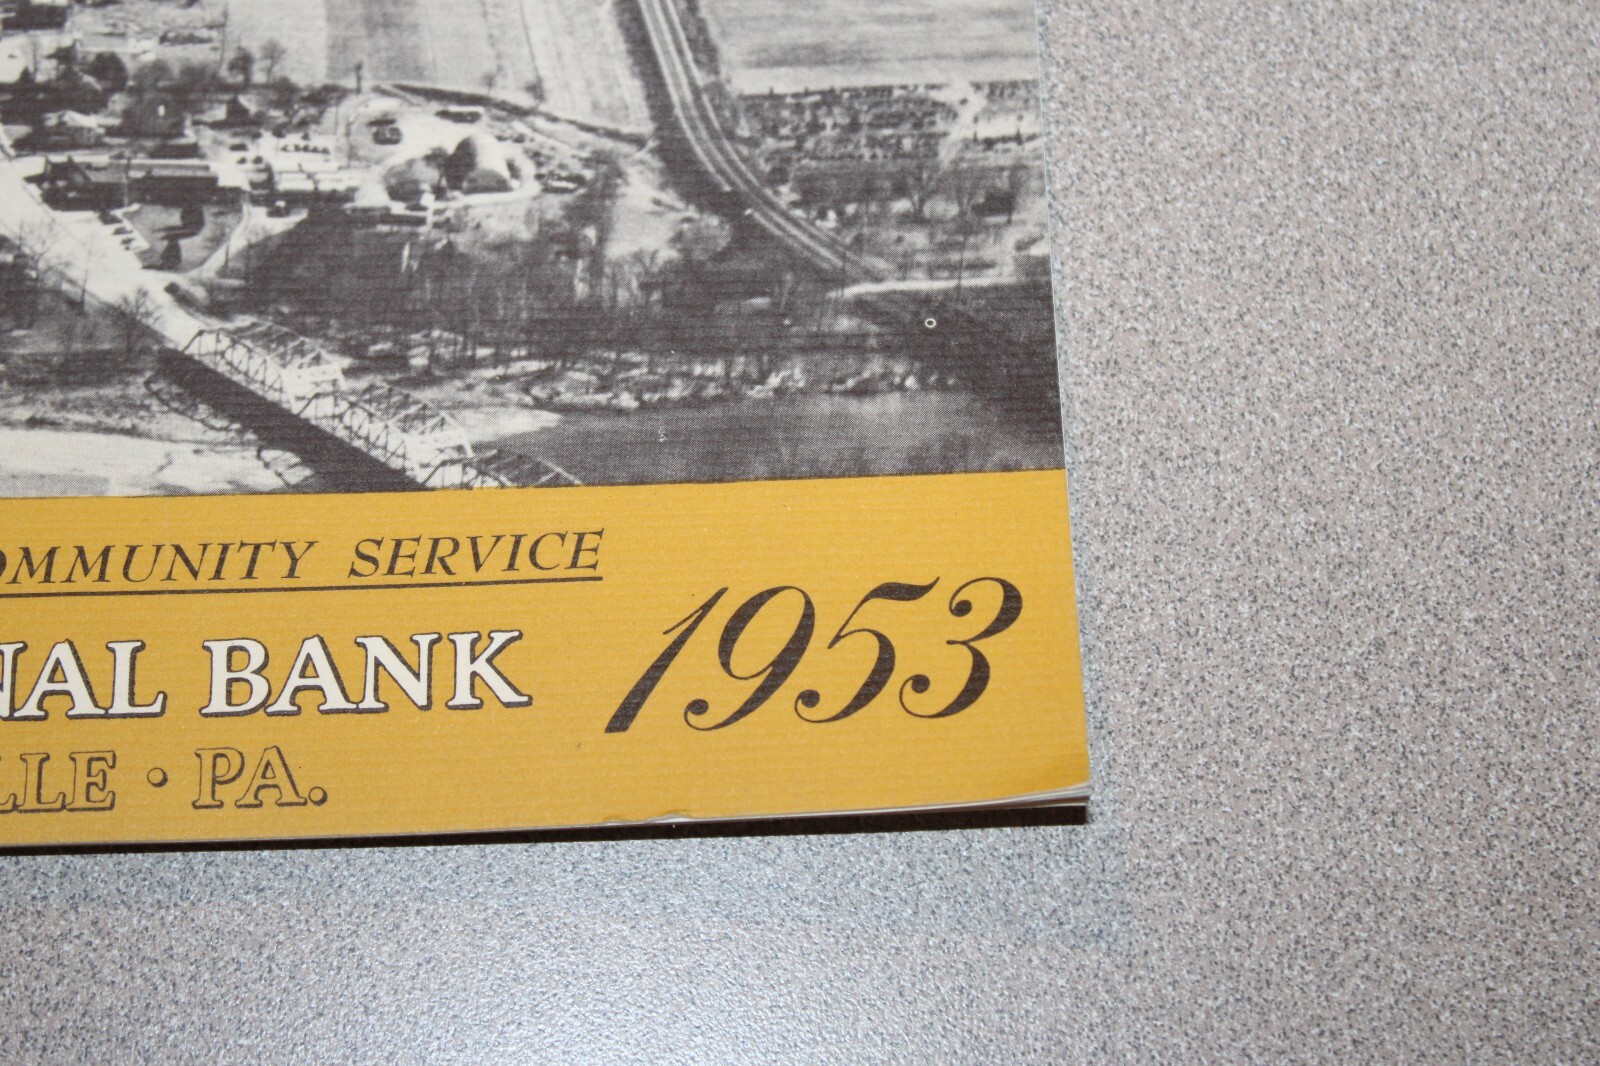 OMMUNITY SERVICE
NAL BANK 1953
LLE • PA.